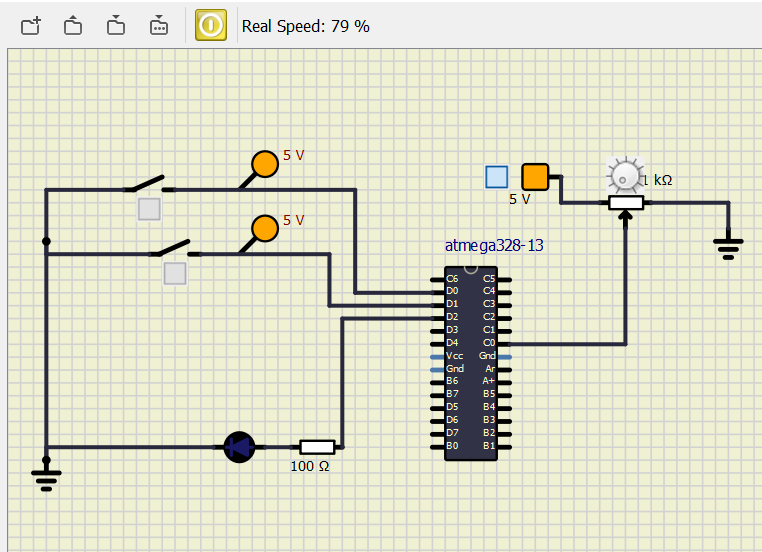 Real Speed: 79 %
5 V
5 V
1 kΩ
5 V
atmega328-13
C6 C5
D0 C4
D1 C3
D2 C2
D3 C1
D4 C0
Vcc Gnd
Gnd Ar
B6 A+
B7 B5
D5 B4
D6 B3
D7 B2
B0 B1
100 Ω